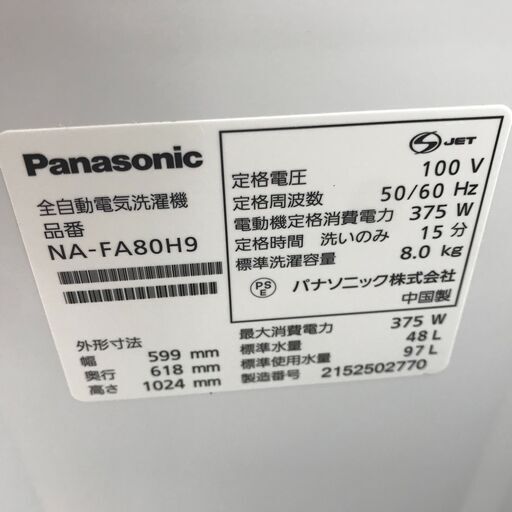 Panasonic
全自動電気洗濯機
品番
NA-FA80H9
外形寸法
幅 599 mm
奥行 618 mm
高さ 1024 mm
S JET
定格電圧 100 V
定格周波数 50/60 Hz
電動機定格消費電力 375 W
定格時間 洗いのみ 15 分
標準洗濯容量 8.0 kg
PS E パナソニック株式会社
中国製
最大消費電力 375 W
標準水量 48 L
標準使用水量 97 L
製造番号 2152502770